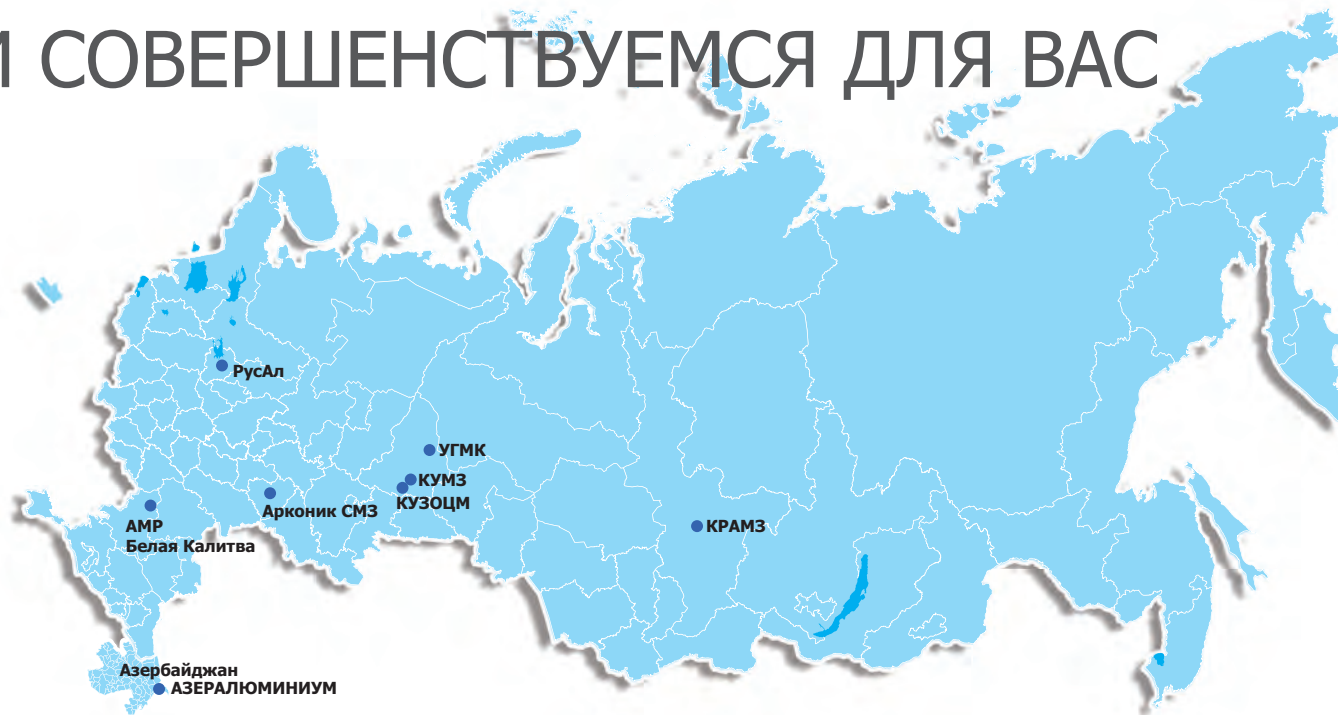 И СОВЕРШЕНСТВУЕМСЯ ДЛЯ ВАС
РусАл
УГМК
КУМЗ
КУЗОЦМ
Арконик СМЗ
АМР
Белая Калитва
КРАМЗ
Азербайджан
АЗЕРАЛЮМИНИУМ